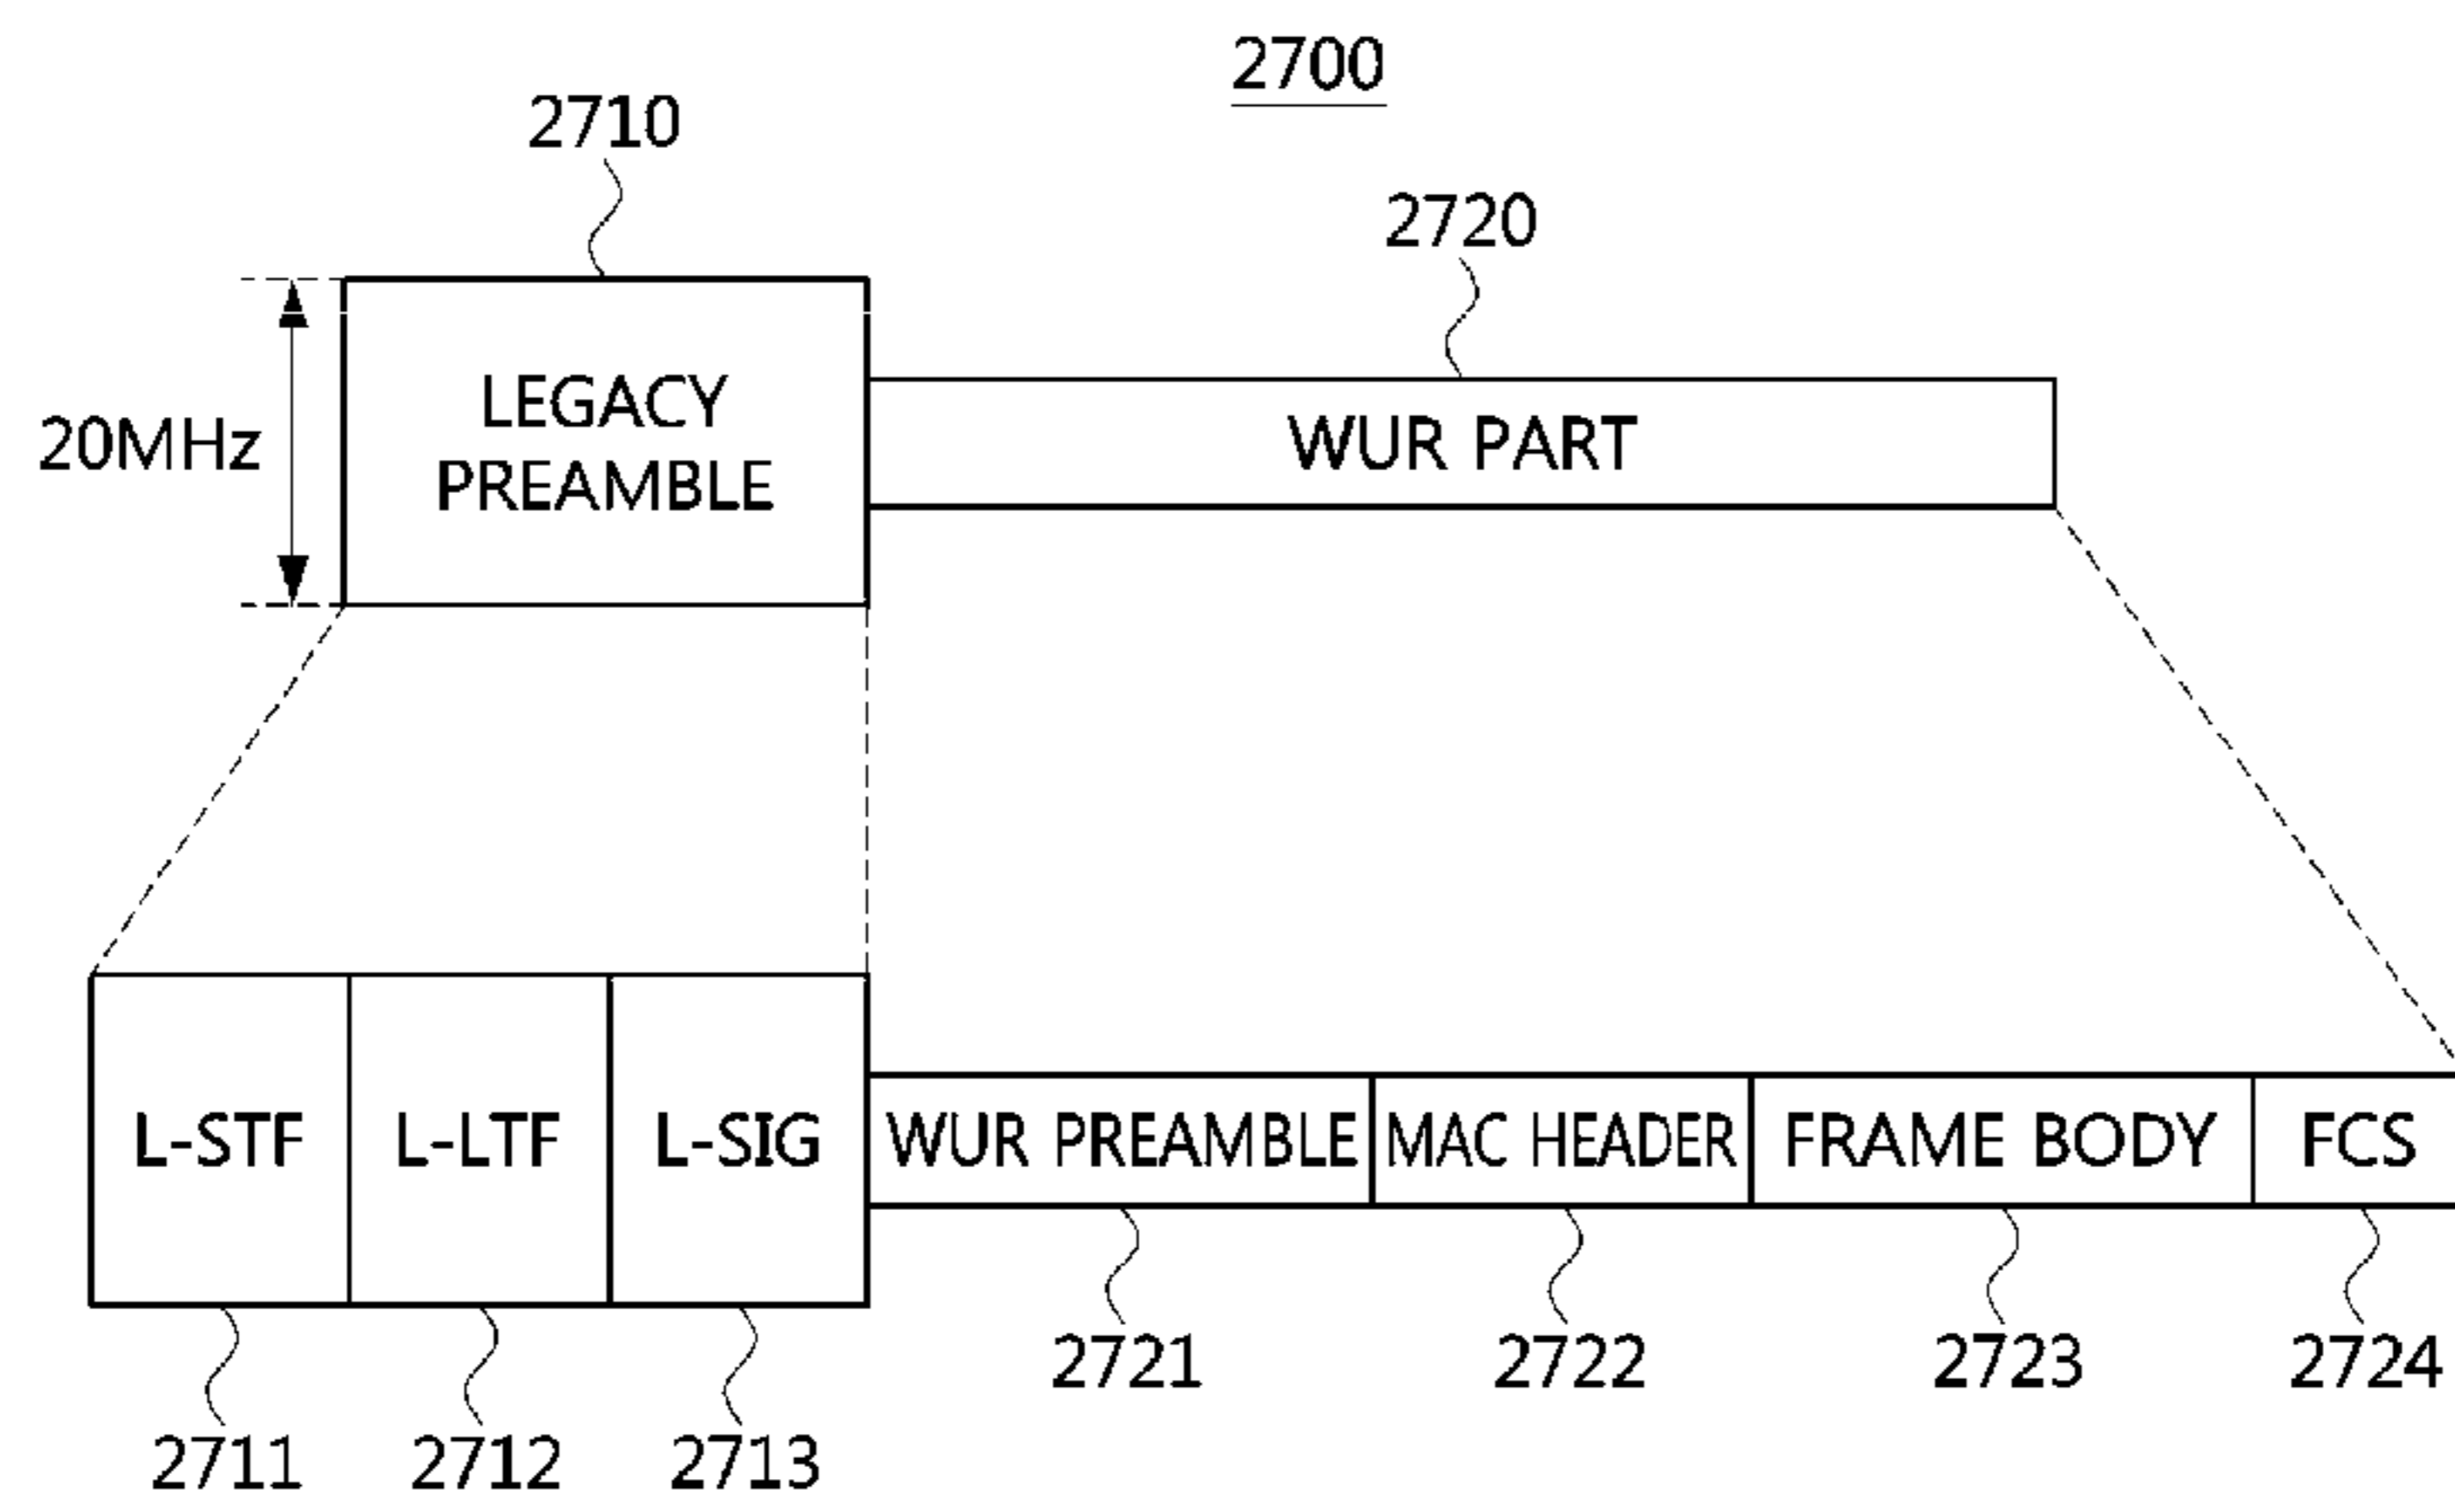 2700
2710
2720
20MHz
LEGACY
PREAMBLE
WUR PART
L-STF L-LTF L-SIG WUR PREAMBLE MAC HEADER FRAME BODY FCS
2721 2722 2723 2724
2711 2712 2713